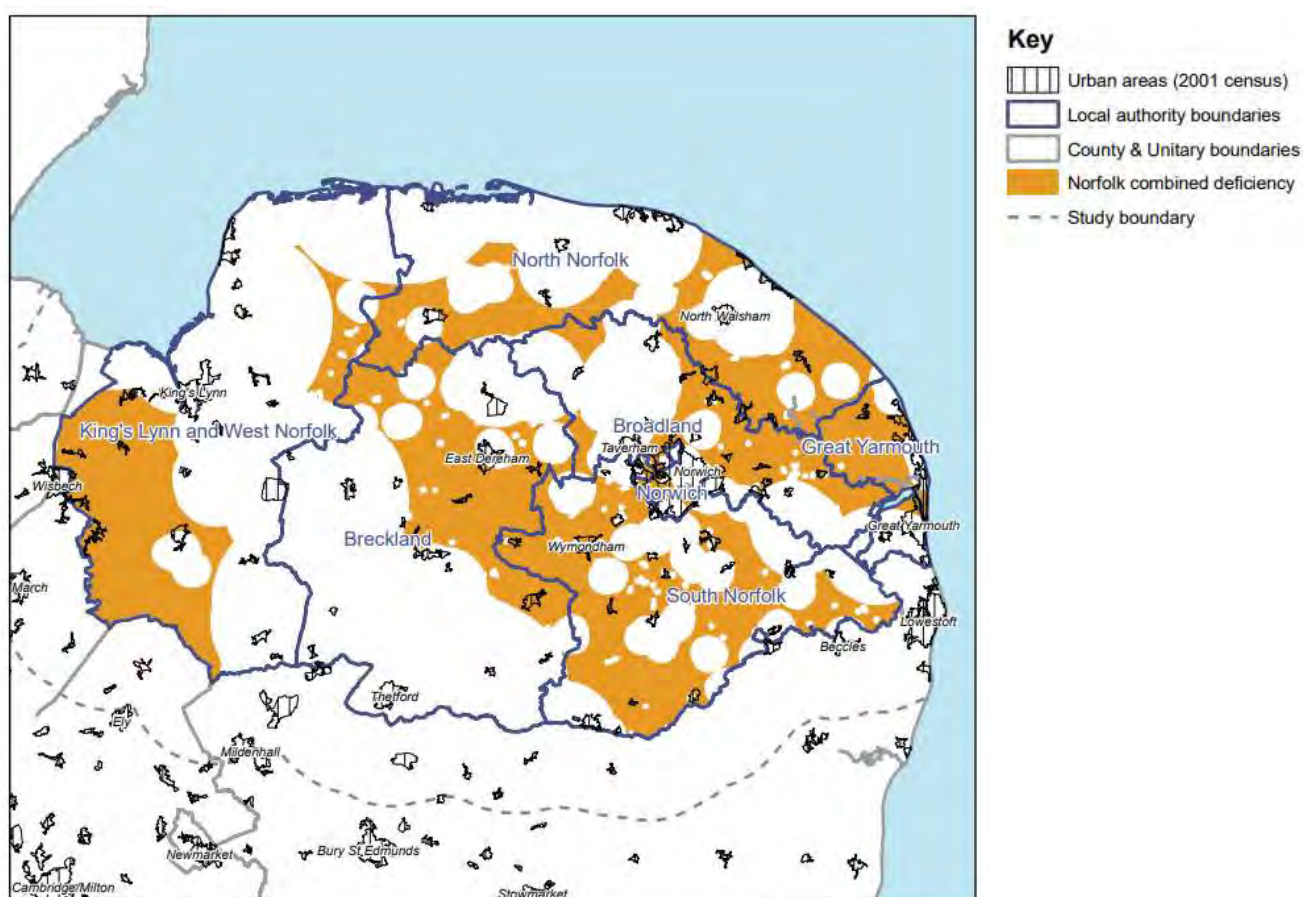 Key
Urban areas (2001 census)
Local authority boundaries
County & Unitary boundaries
Norfolk combined deficiency
Study boundary
North Norfolk
North Walsham
King's Lynn
King's Lynn and West Norfolk
Broadland
Taverham
Great Yarmouth
East Dereham
Norwich
Wisbech
Norwich
Great Yarmouth
Breckland
Wymondham
March
South Norfolk
Lowestoft
Beccles
Thetford
Ely
Mildenhall
Newmarket
Bury St Edmunds
Cambridge/Milton
Stowmarket